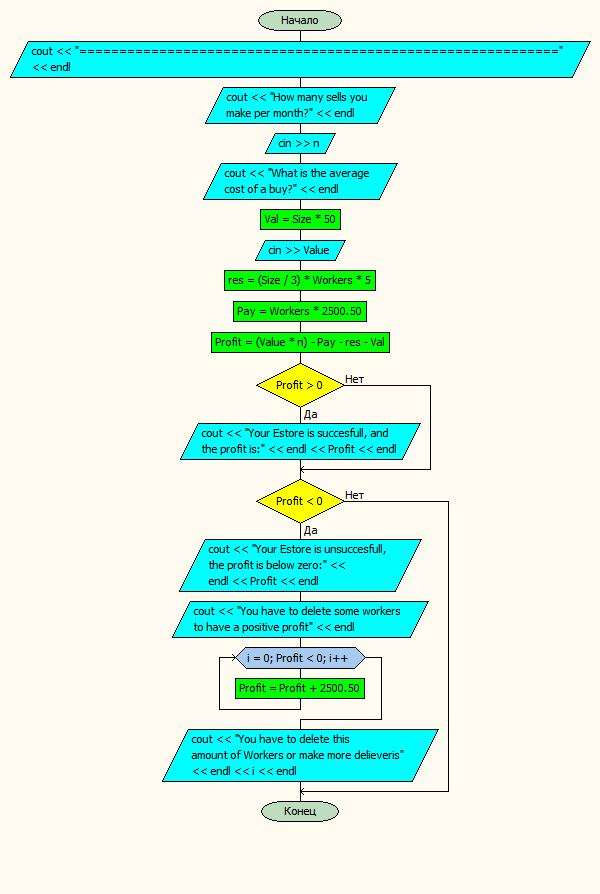 Начало
cout << "============================================================"
<< endl
cout << "How many sells you
make per month?" << endl
cin >> n
cout << "What is the average
cost of a buy?" << endl
Val = Size * 50
cin >> Value
res = (Size / 3) * Workers * 5
Pay = Workers * 2500.50
Profit = (Value * n) - Pay - res - Val
Profit > 0
Нет
Да
cout << "Your Estore is succesfull, and
the profit is:" << endl << Profit << endl
Profit < 0
Нет
Да
cout << "Your Estore is unsuccesfull,
the profit is below zero:" <<
endl << Profit << endl
cout << "You have to delete some workers
to have a positive profit" << endl
i = 0; Profit < 0; i++
Profit = Profit + 2500.50
cout << "You have to delete this
amount of Workers or make more delieveris"
<< endl << i << endl
Конец